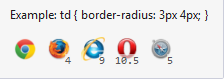 Example: td { border-radius: 3px 4px; }
4 9 10.5 5